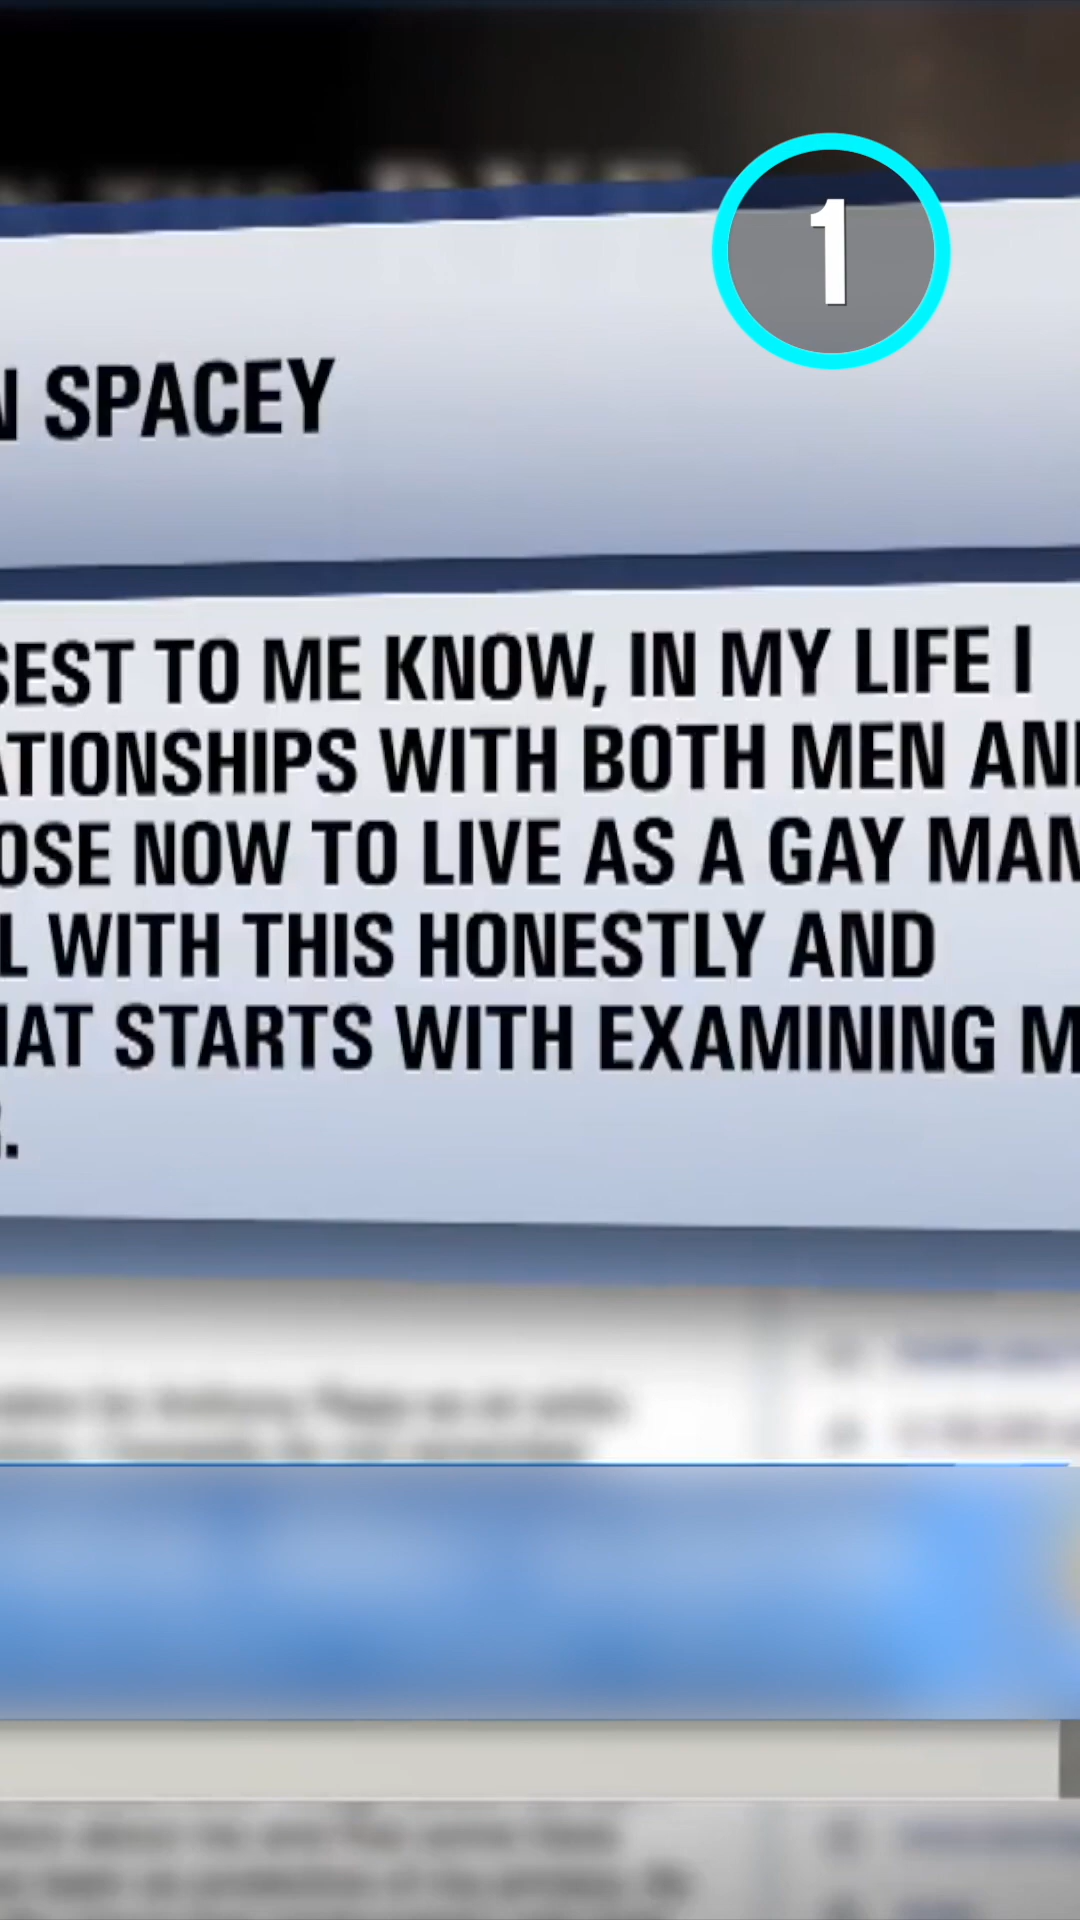 1
N SPACEY
SEST TO ME KNOW, IN MY LIFE I
ATIONSHIPS WITH BOTH MEN AN
OSE NOW TO LIVE AS A GAY MAN
L WITH THIS HONESTLY AND
HAT STARTS WITH EXAMINING M
.